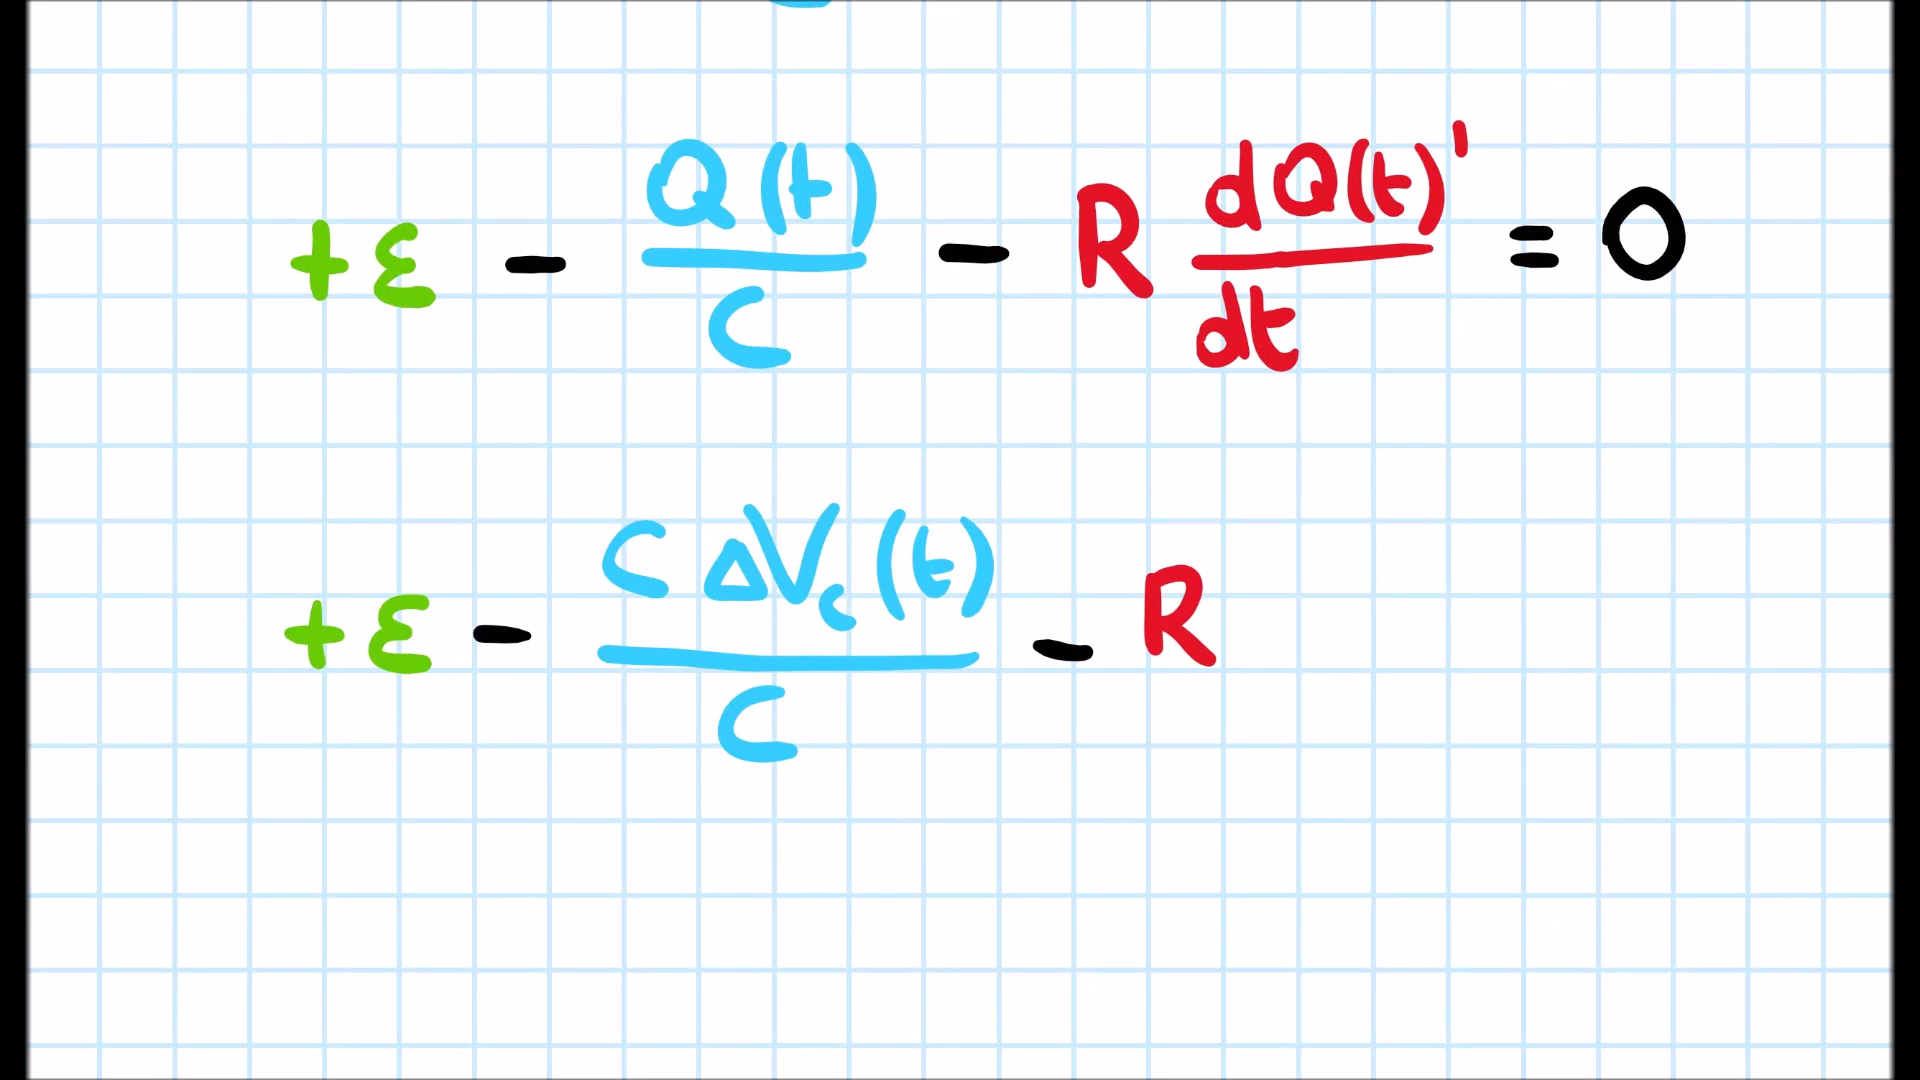 +ε - Q(t)/C - R dQ(t)'/dt = 0
+ε - CΔV_c(t)/C - R